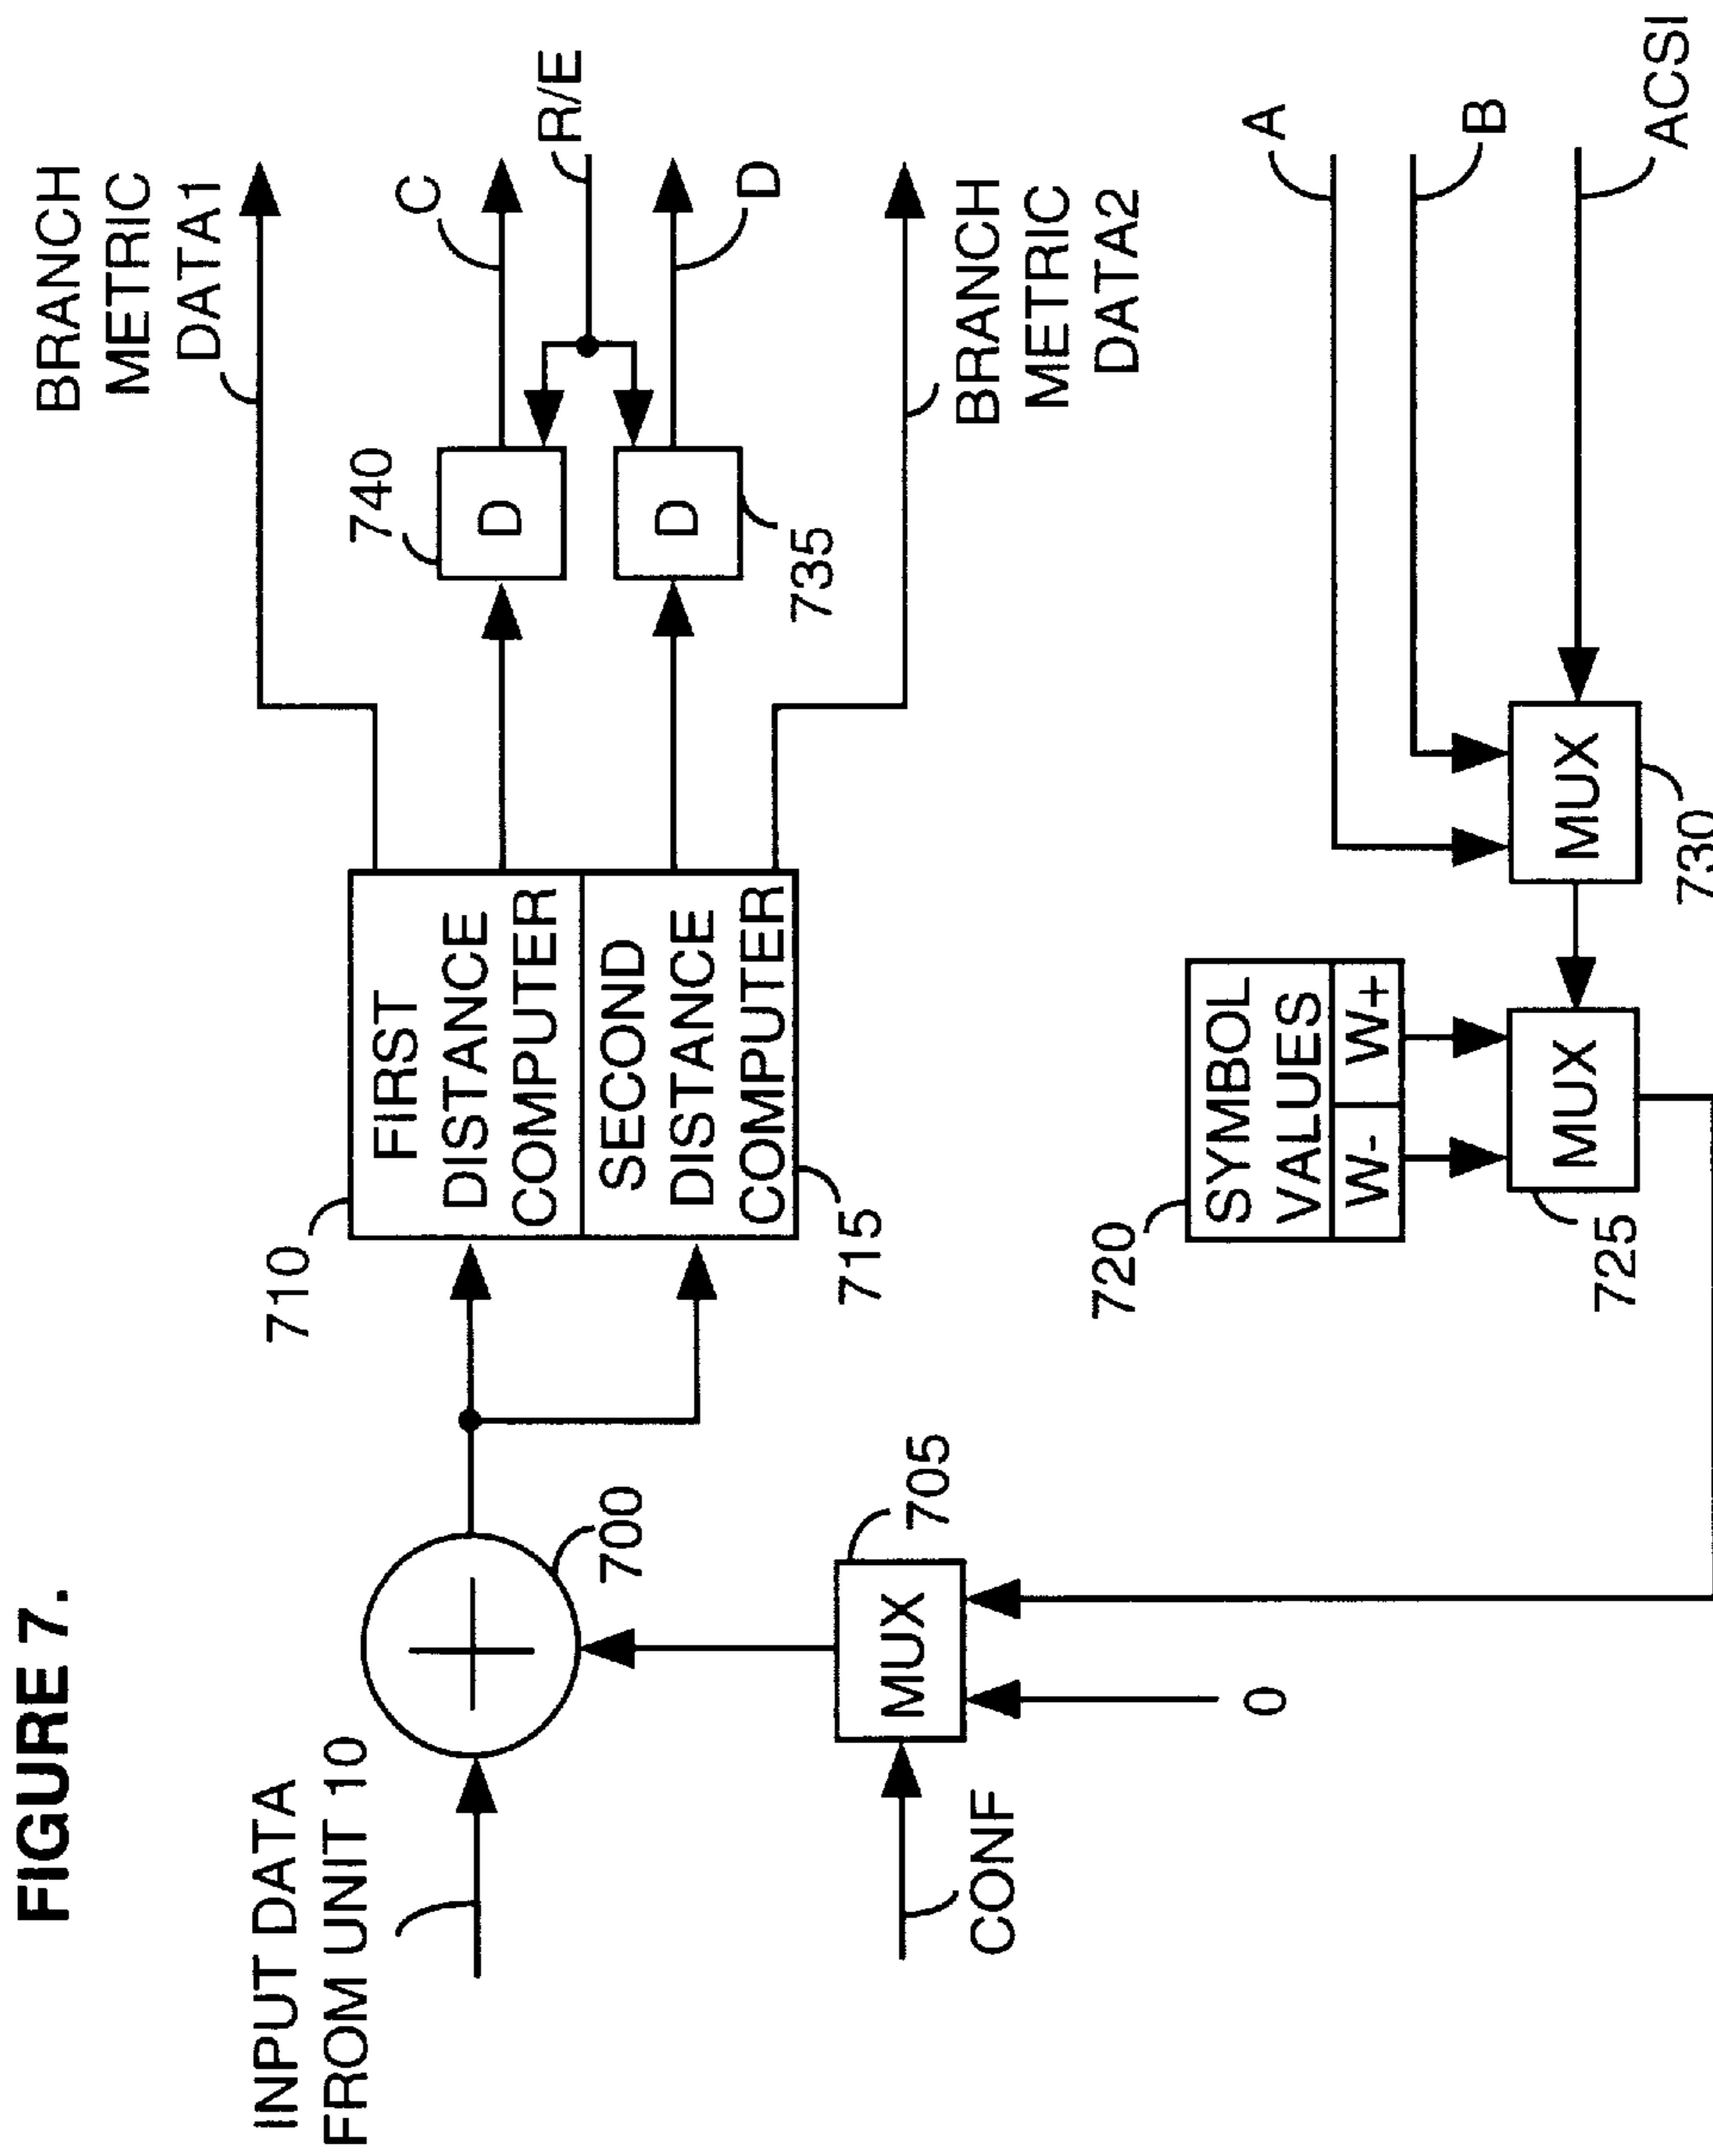 FIGURE 7.
INPUT DATA
FROM UNIT 10
700
CONF
MUX
705
0
710
FIRST
DISTANCE
COMPUTER
SECOND
DISTANCE
COMPUTER
715
BRANCH
METRIC
DATA1
740
D
C
R/E
D
735
D
BRANCH
METRIC
DATA2
720
SYMBOL
VALUES
W- W+
MUX
725
MUX
730
A
B
ACSI